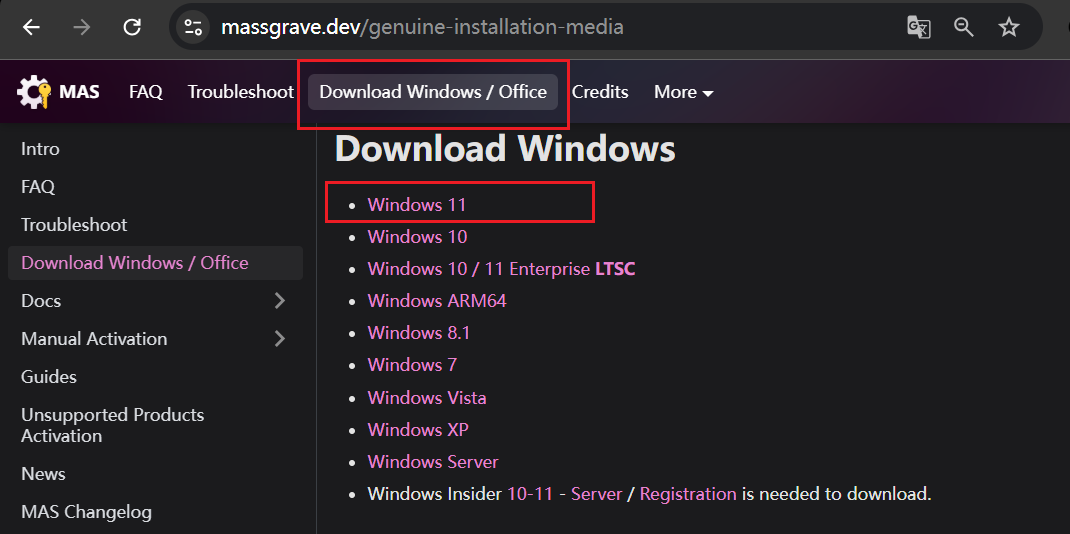 massgrave.dev/genuine-installation-media
MAS FAQ Troubleshoot Download Windows / Office Credits More
Intro
FAQ
Troubleshoot
Download Windows / Office
Docs
Manual Activation
Guides
Unsupported Products
Activation
News
MAS Changelog
Download Windows
Windows 11
Windows 10
Windows 10 / 11 Enterprise LTSC
Windows ARM64
Windows 8.1
Windows 7
Windows Vista
Windows XP
Windows Server
Windows Insider 10-11 - Server / Registration is needed to download.